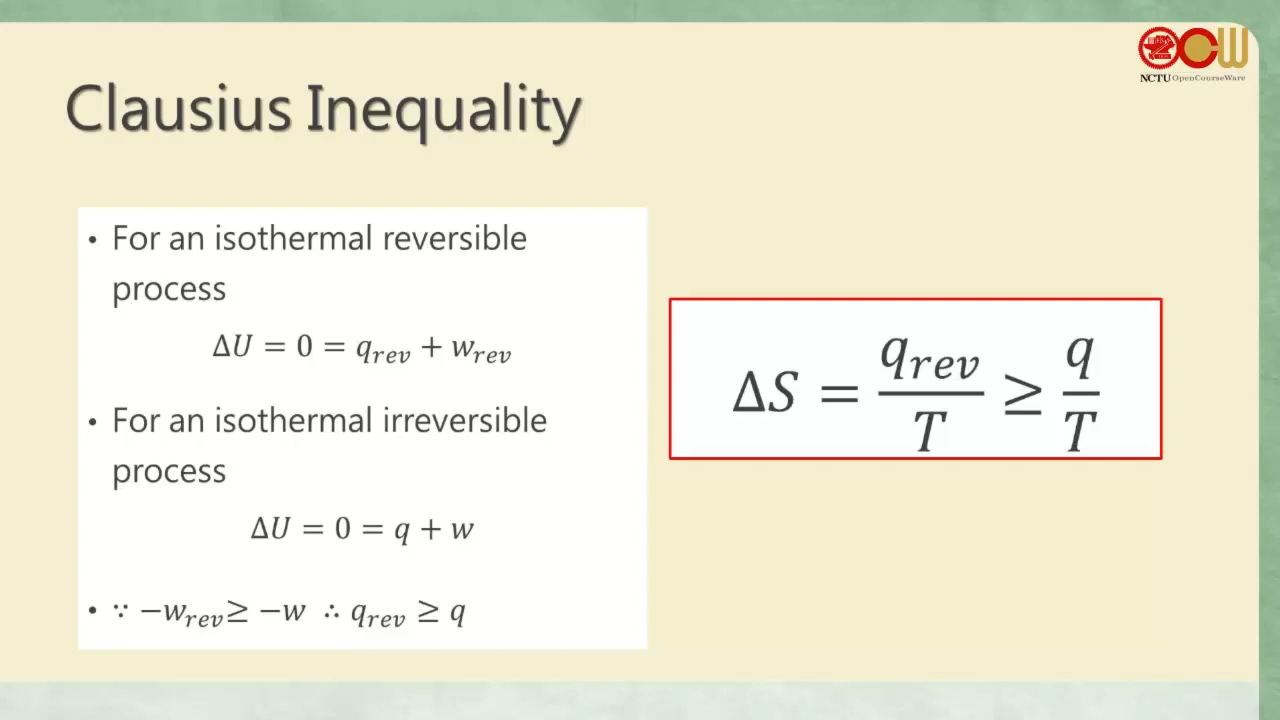 NCTU OpenCourseWare
Clausius Inequality
• For an isothermal reversible
process
ΔU = 0 = q_rev + w_rev
• For an isothermal irreversible
process
ΔU = 0 = q + w
• ∵ −w_rev ≥ −w ∴ q_rev ≥ q
ΔS = q_rev/T ≥ q/T